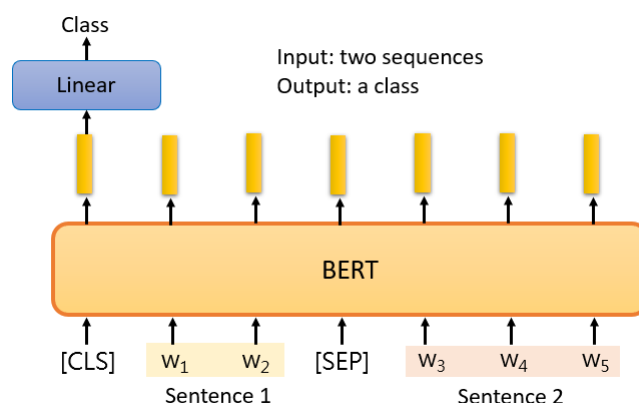 Class
Input: two sequences
Linear
Output: a class
BERT
[CLS] w₁ w₂ [SEP] w₃ w₄ w₅
Sentence 1 Sentence 2